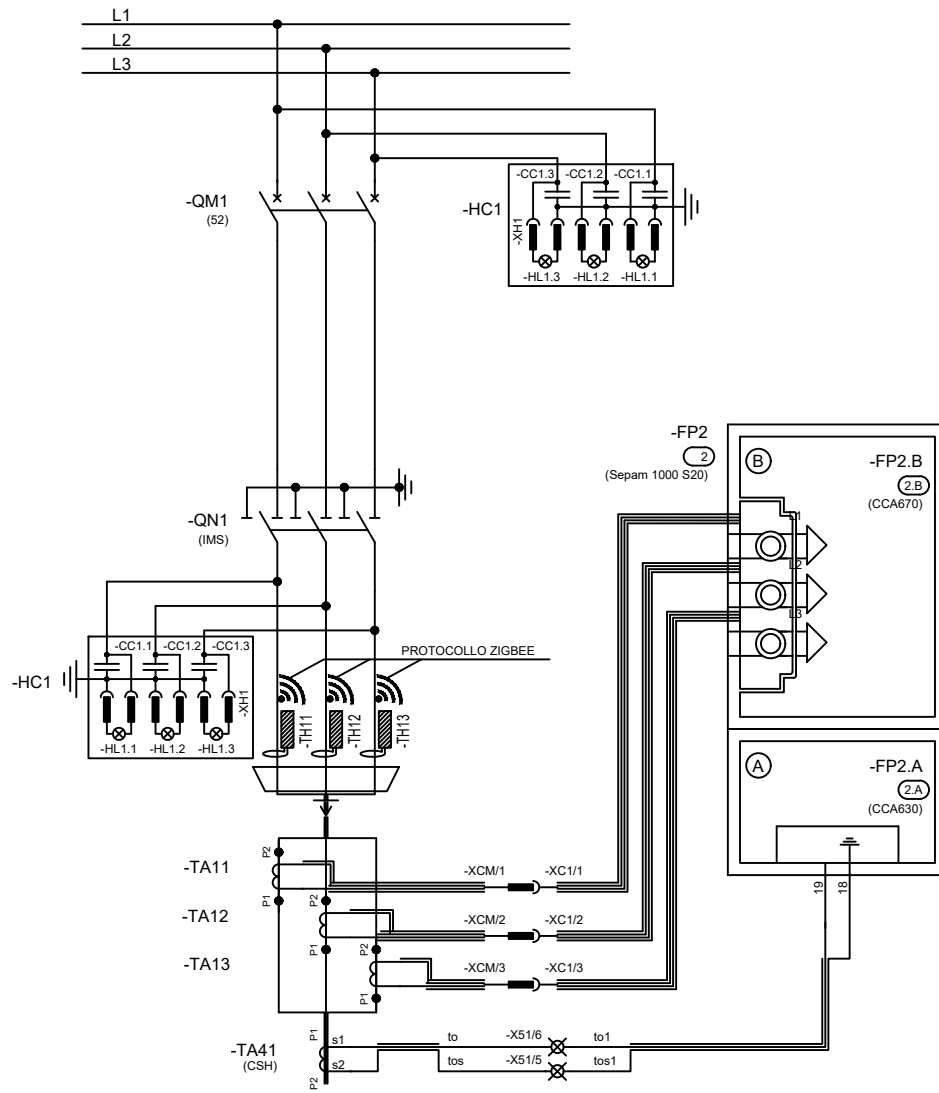 L1
L2
L3
-QM1
(52)
-HC1
-CC1.3 -CC1.2 -CC1.1
-XH1
-HL1.3 -HL1.2 -HL1.1
-FP2
2
(Sepam 1000 S20)
B
-FP2.B
2.B
(CCA670)
L1
L2
L3
-QN1
(IMS)
-HC1
-CC1.1 -CC1.2 -CC1.3
-XH1
-HL1.1 -HL1.2 -HL1.3
PROTOCOLLO ZIGBEE
-TH11
-TH12
-TH13
A
-FP2.A
2.A
(CCA630)
19
18
-TA11
P2
P1
-XCM/1 -XC1/1
-TA12
P2
P1
-XCM/2 -XC1/2
-TA13
P2
P1
-XCM/3 -XC1/3
-TA41
(CSH)
P1
P2
s1 to -X51/6 to1
s2 tos -X51/5 tos1